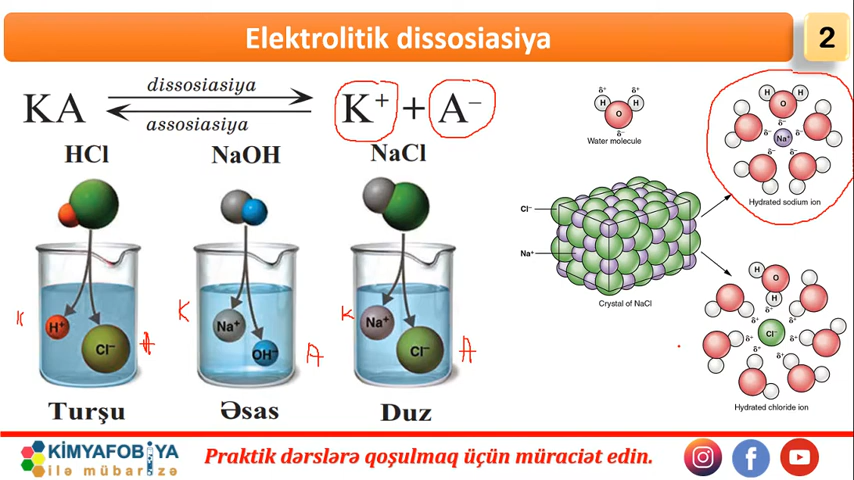 Elektrolitik dissosiasiya
2
KA dissosiasiya assosiasiya K⁺ + A⁻
HCl NaOH NaCl
H⁺ Cl⁻
K Na⁺ OH⁻ A
K Na⁺ Cl⁻ A
Turşu Əsas Duz
δ⁺ δ⁺
H H
O
δ⁻
Water molecule
H H
O
δ⁻
δ⁻ Na⁺ δ⁻
δ⁻ δ⁻
Hydrated sodium ion
Cl⁻
Na⁺
Crystal of NaCl
H O
H
δ⁺
δ⁺ δ⁺
Cl⁻
δ⁺ δ⁺
δ⁺ δ⁺
Hydrated chloride ion
KİMYAFOBİYA
ilə mübarizə
Praktik dərslərə qoşulmaq üçün müraciət edin.